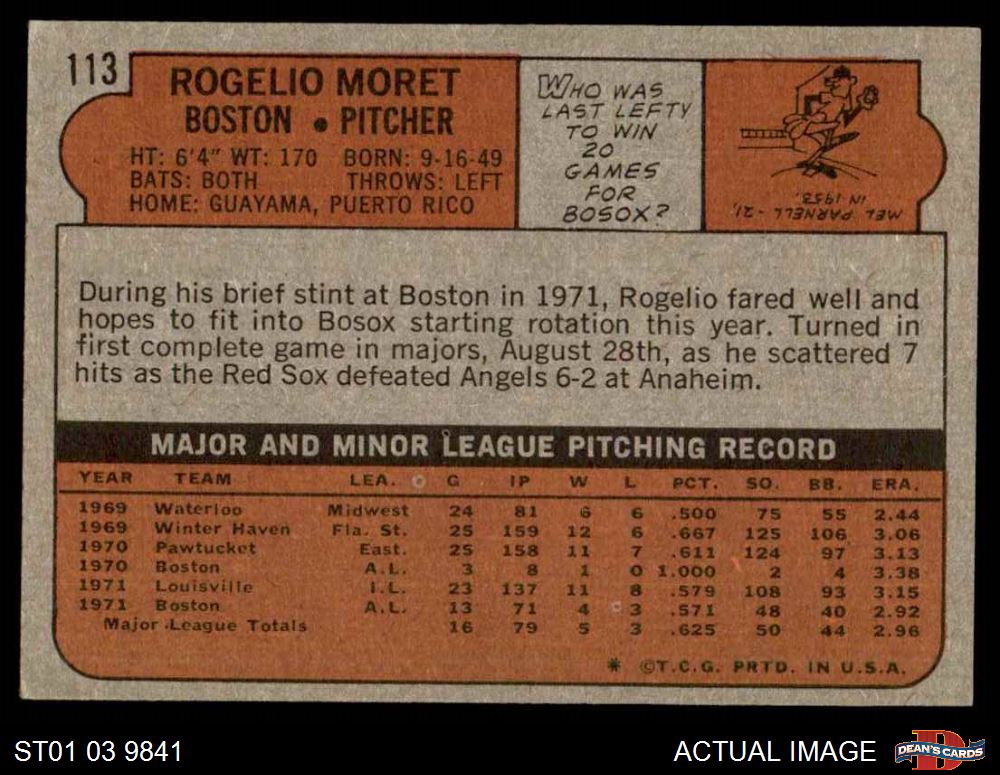 113
ROGELIO MORET
BOSTON • PITCHER
HT: 6'4" WT: 170 BORN: 9-16-49
BATS: BOTH THROWS: LEFT
HOME: GUAYAMA, PUERTO RICO
WHO WAS
LAST LEFTY
TO WIN
20
GAMES
FOR
BOSOX?
MEL PARNELL -21,
IN 1953.
During his brief stint at Boston in 1971, Rogelio fared well and
hopes to fit into Bosox starting rotation this year. Turned in
first complete game in majors, August 28th, as he scattered 7
hits as the Red Sox defeated Angels 6-2 at Anaheim.
MAJOR AND MINOR LEAGUE PITCHING RECORD
YEAR TEAM LEA. G IP W L PCT. SO. BB. ERA.
1969 Waterloo Midwest 24 81 6 6 .500 75 55 2.44
1969 Winter Haven Fla. St. 25 159 12 6 .667 125 106 3.06
1970 Pawtucket East. 25 158 11 7 .611 124 97 3.13
1970 Boston A.L. 3 8 1 0 1.000 2 4 3.38
1971 Louisville I.L. 23 137 11 8 .579 108 93 3.15
1971 Boston A.L. 13 71 4 3 .571 48 40 2.92
Major League Totals 16 79 5 3 .625 50 44 2.96
* ©T.C.G. PRTD. IN U.S.A.
ST01 03 9841
ACTUAL IMAGE
DEAN'S CARDS